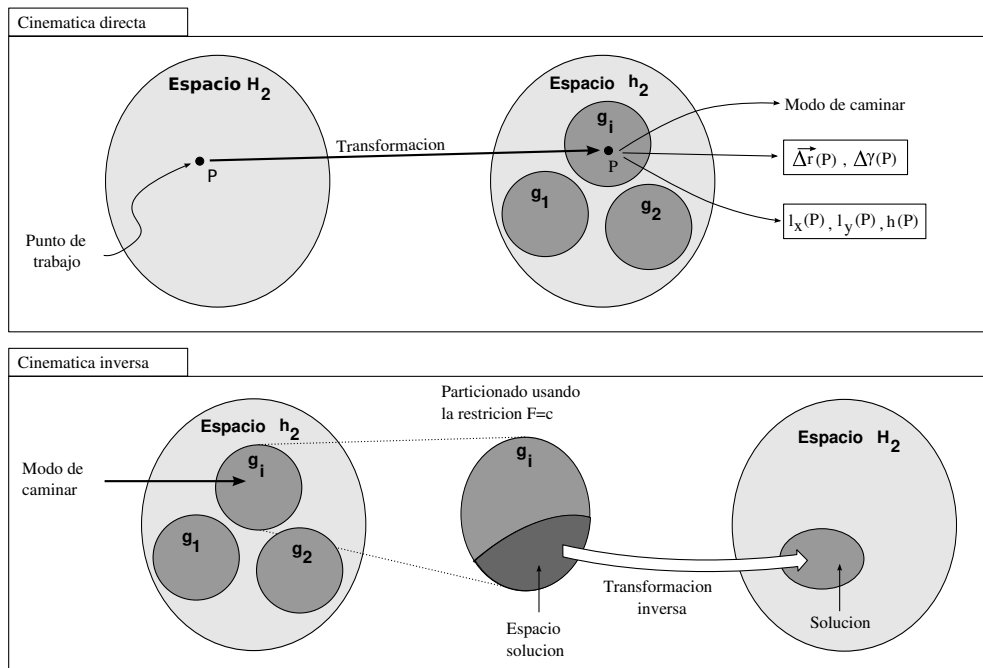 Cinematica directa
Espacio H2
P
Punto de
trabajo
Transformacion
Espacio h2
gi
P
g1
g2
Modo de caminar
Δr(P) , Δγ(P)
lx(P) , ly(P) , h(P)
Cinematica inversa
Modo de
caminar
Espacio h2
gi
g1
g2
Particionado usando
la restricion F=c
gi
Espacio
solucion
Transformacion
inversa
Espacio H2
Solucion